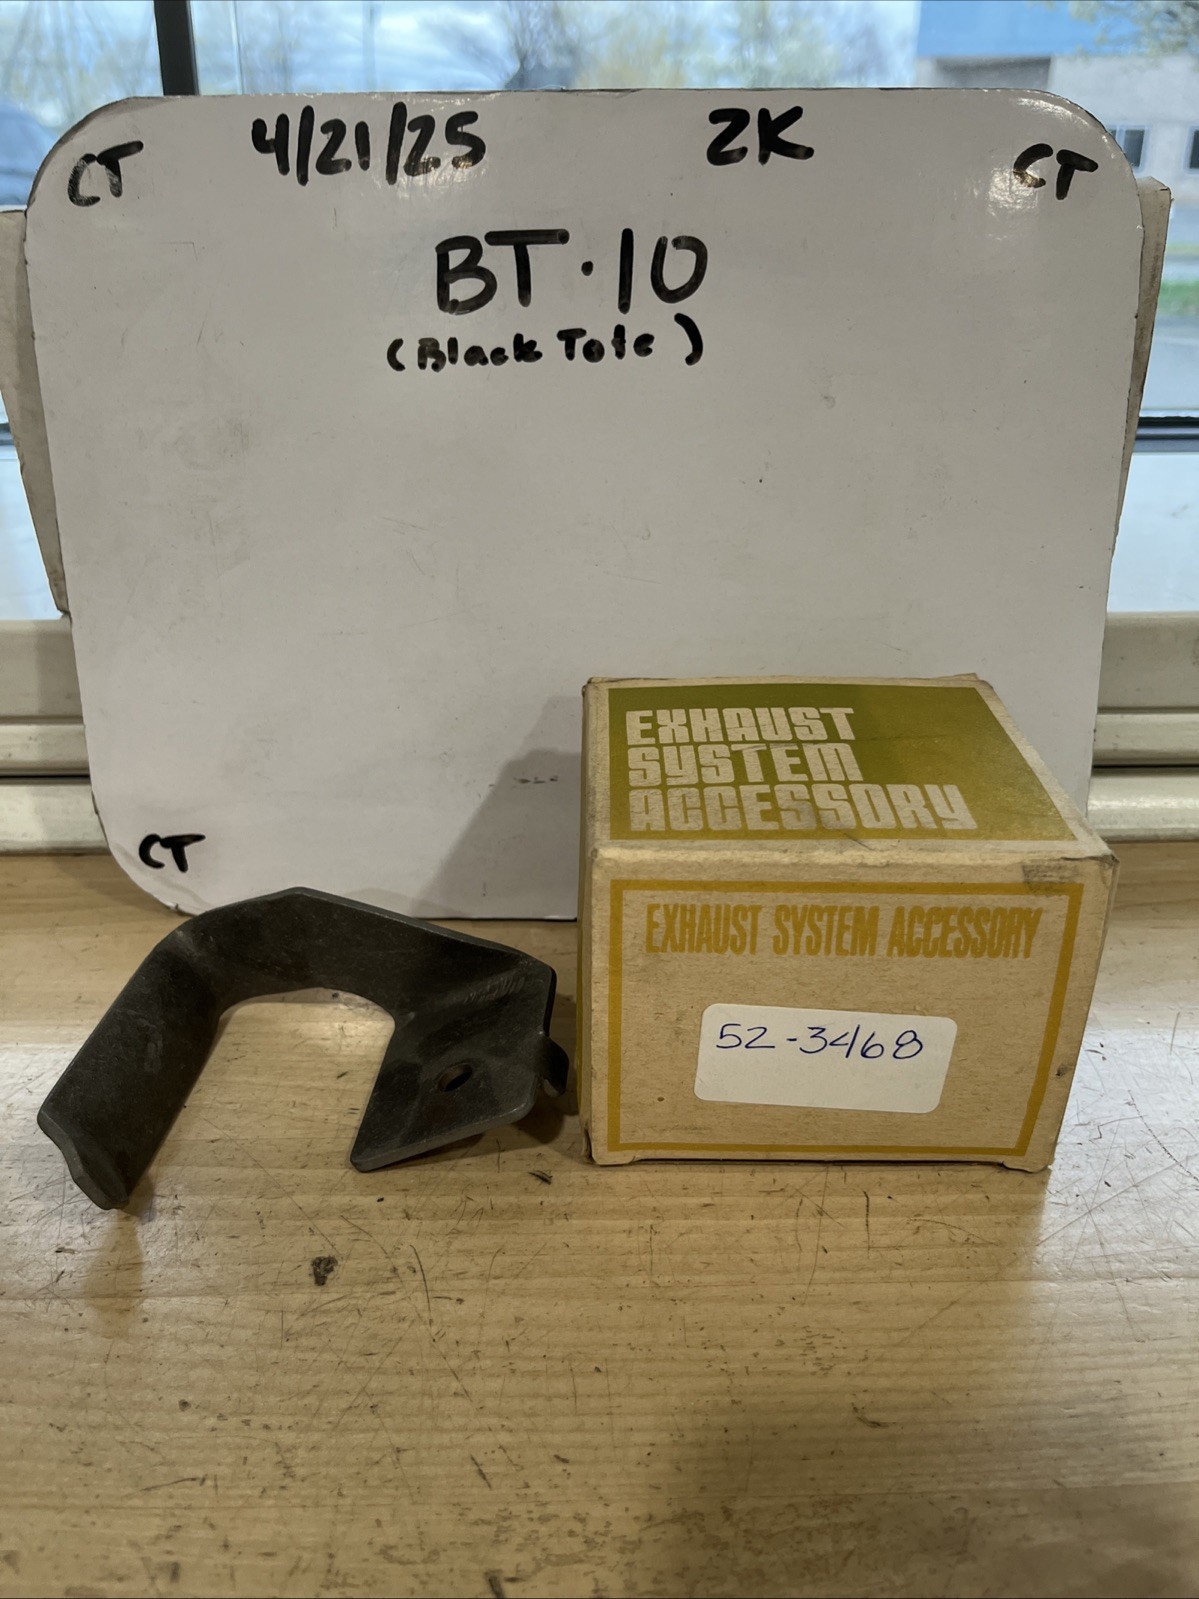 CT 4/21/25 2K CT
BT·10
(Black Tote)
CT
EXHAUST
SYSTEM
ACCESSORY
EXHAUST SYSTEM ACCESSORY
52-3468